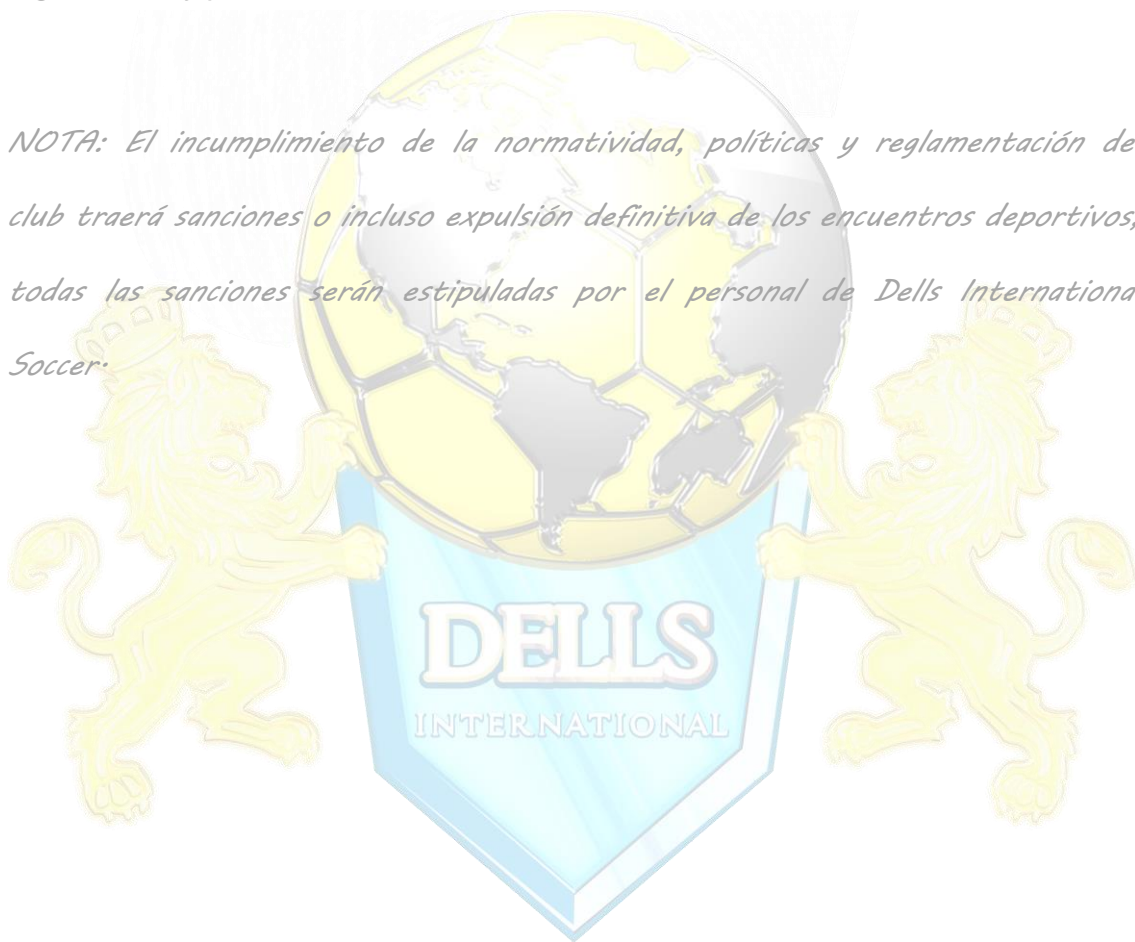 NOTA: El incumplimiento de la normatividad, políticas y reglamentación de
club traerá sanciones o incluso expulsión definitiva de los encuentros deportivos,
todas las sanciones serán estipuladas por el personal de Dells Internationa
Soccer.
DELLS
INTERNATIONAL